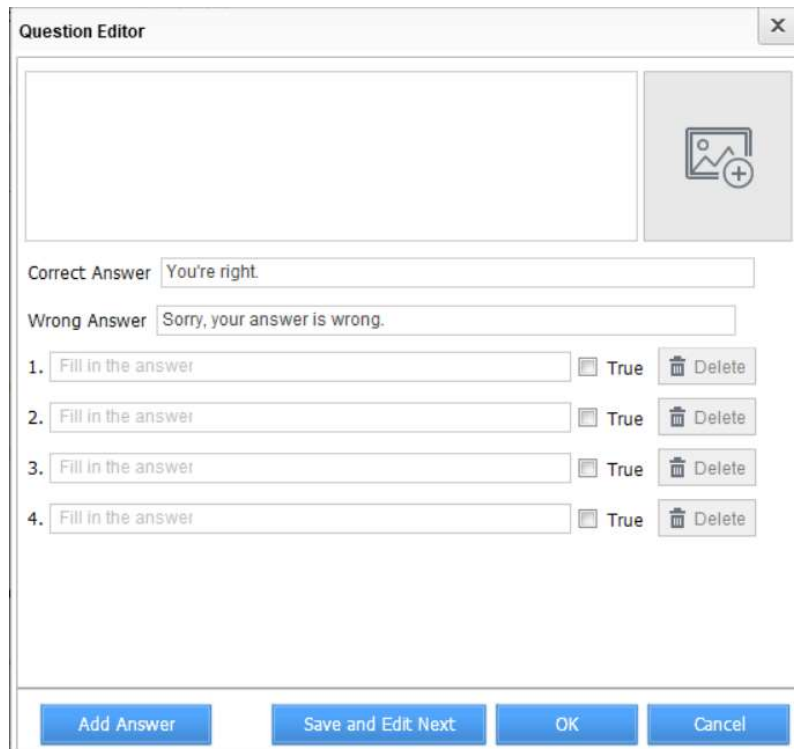 Question Editor
Correct Answer You're right.
Wrong Answer Sorry, your answer is wrong.
1. Fill in the answer True Delete
2. Fill in the answer True Delete
3. Fill in the answer True Delete
4. Fill in the answer True Delete
Add Answer Save and Edit Next OK Cancel